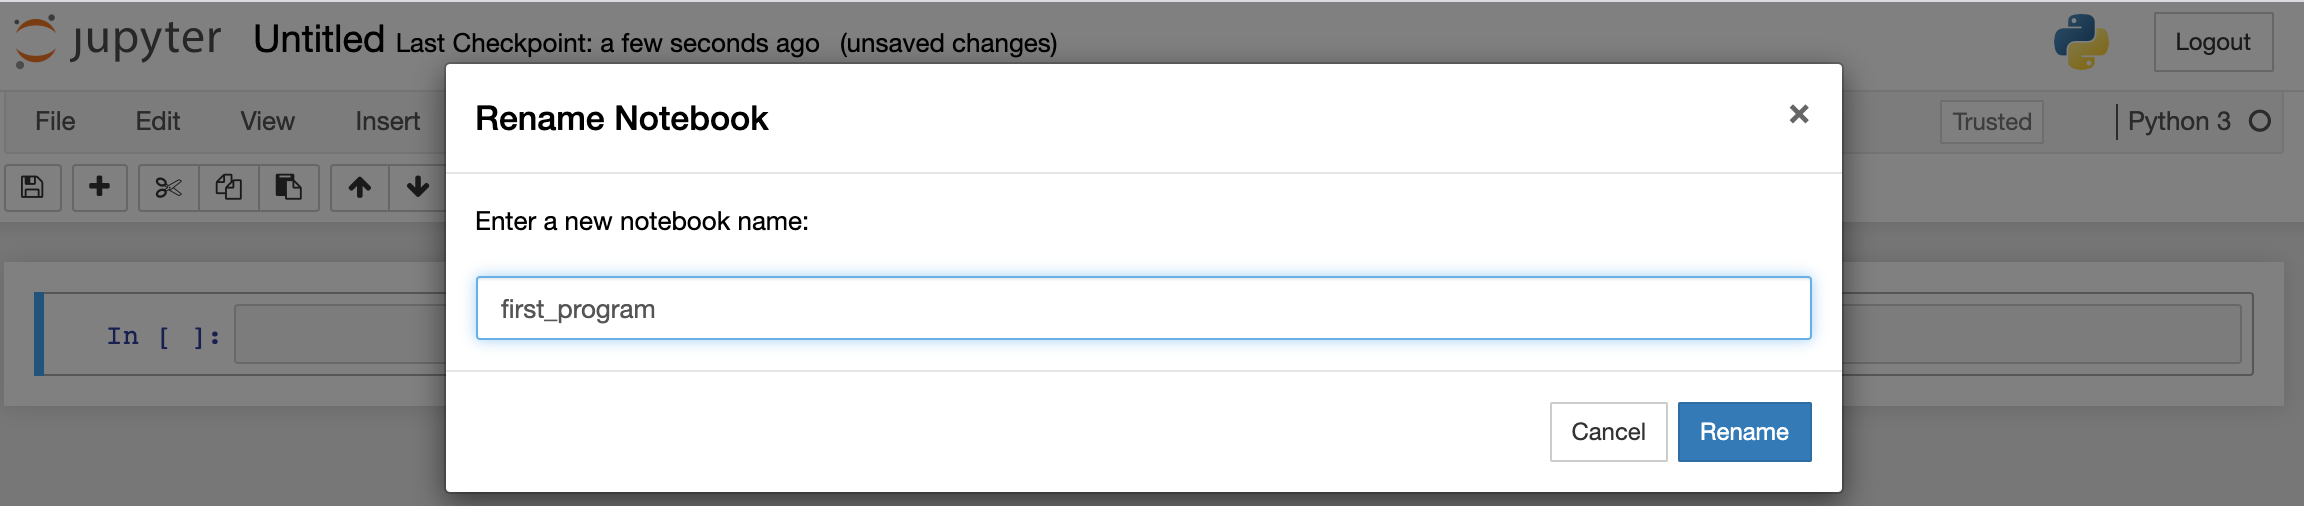 jupyter Untitled Last Checkpoint: a few seconds ago (unsaved changes) Logout
Rename Notebook ×
File Edit View Insert Trusted Python 3
Enter a new notebook name:
first_program
In [ ]:
Cancel Rename